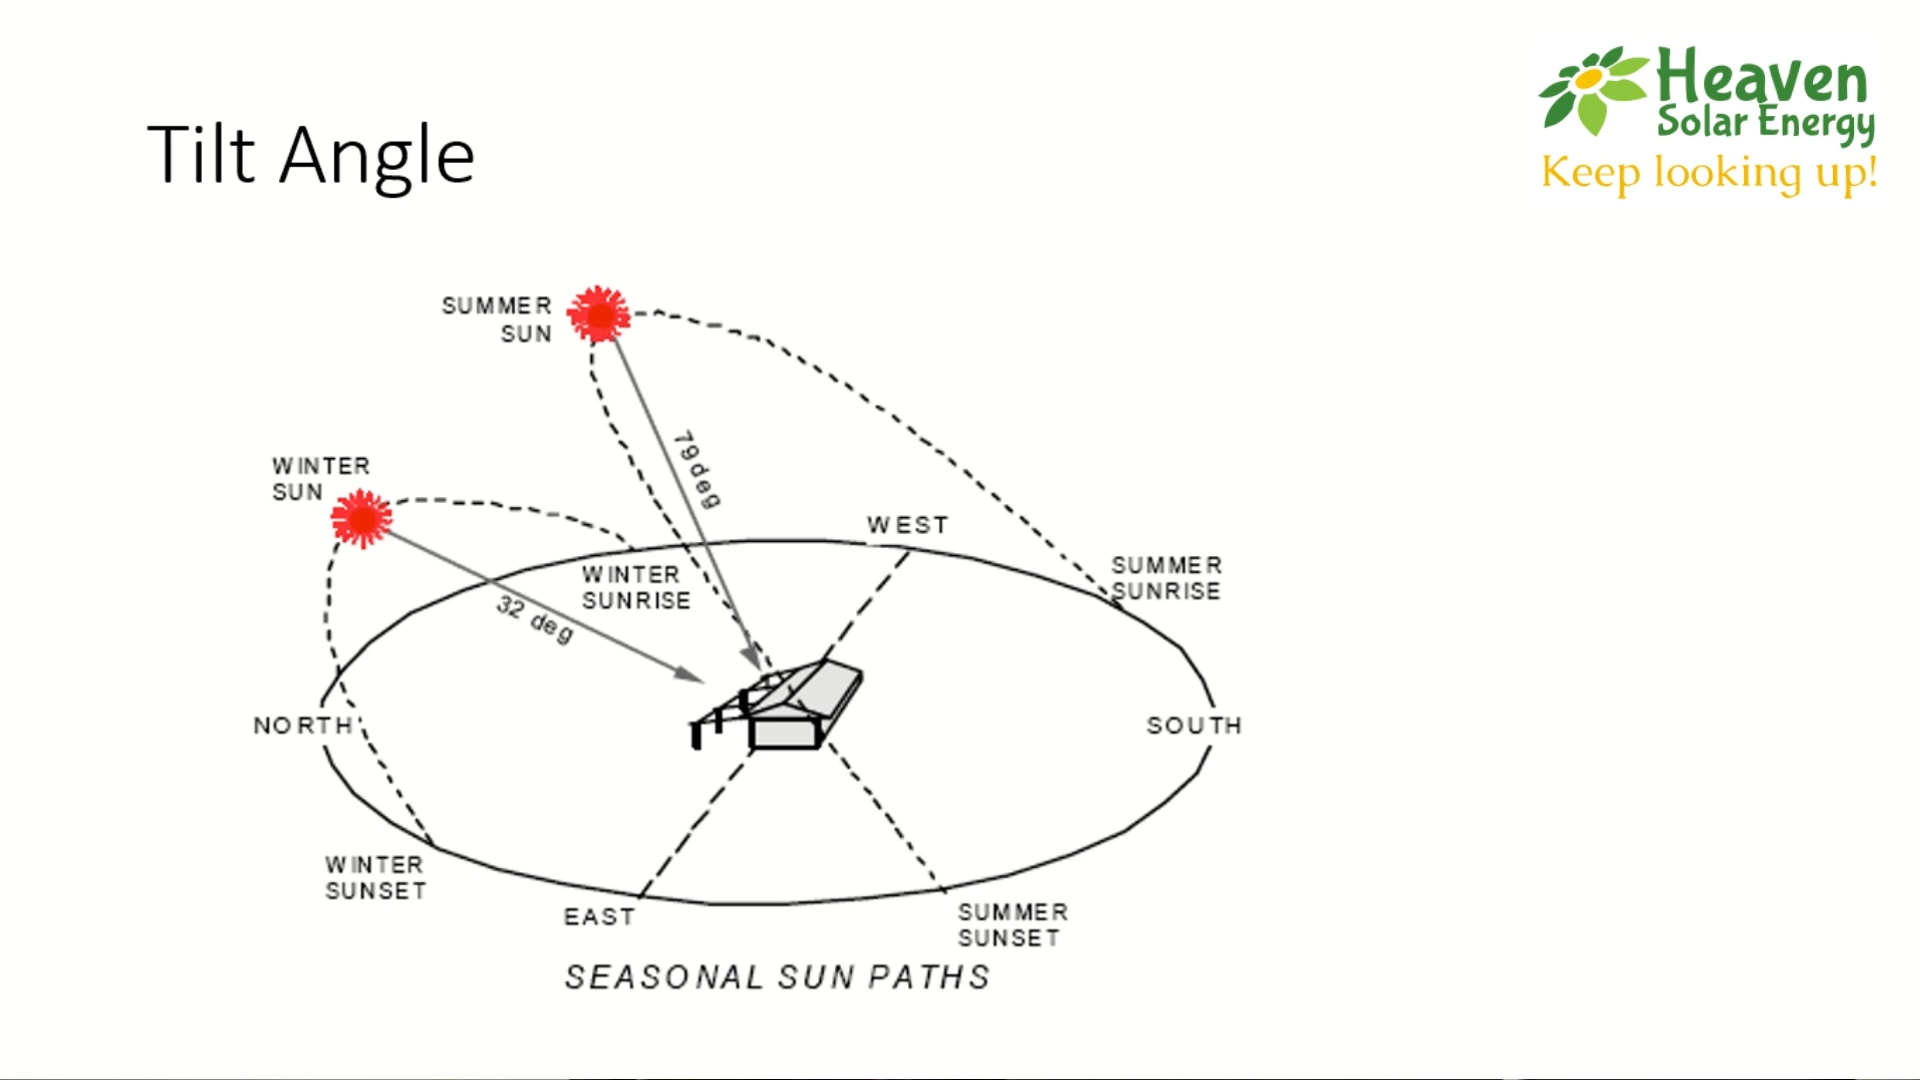 Heaven
Solar Energy
Keep looking up!
Tilt Angle
SUMMER
SUN
79deg
WINTER
SUN
WEST
SUMMER
SUNRISE
WINTER
SUNRISE
32 deg
NORTH
SOUTH
WINTER
SUNSET
EAST
SUMMER
SUNSET
SEASONAL SUN PATHS